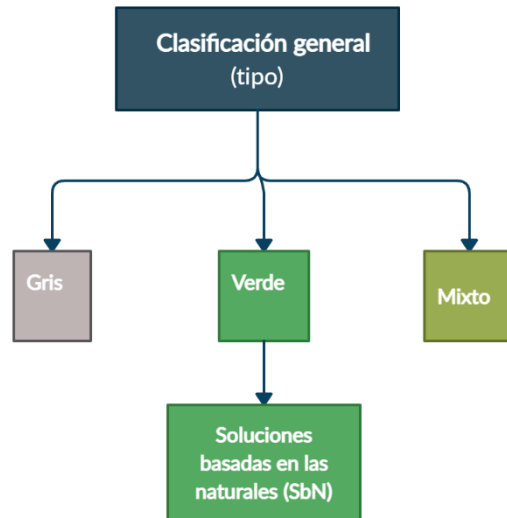 Clasificación general
(tipo)
Gris
Verde
Mixto
Soluciones
basadas en las
naturales (SbN)